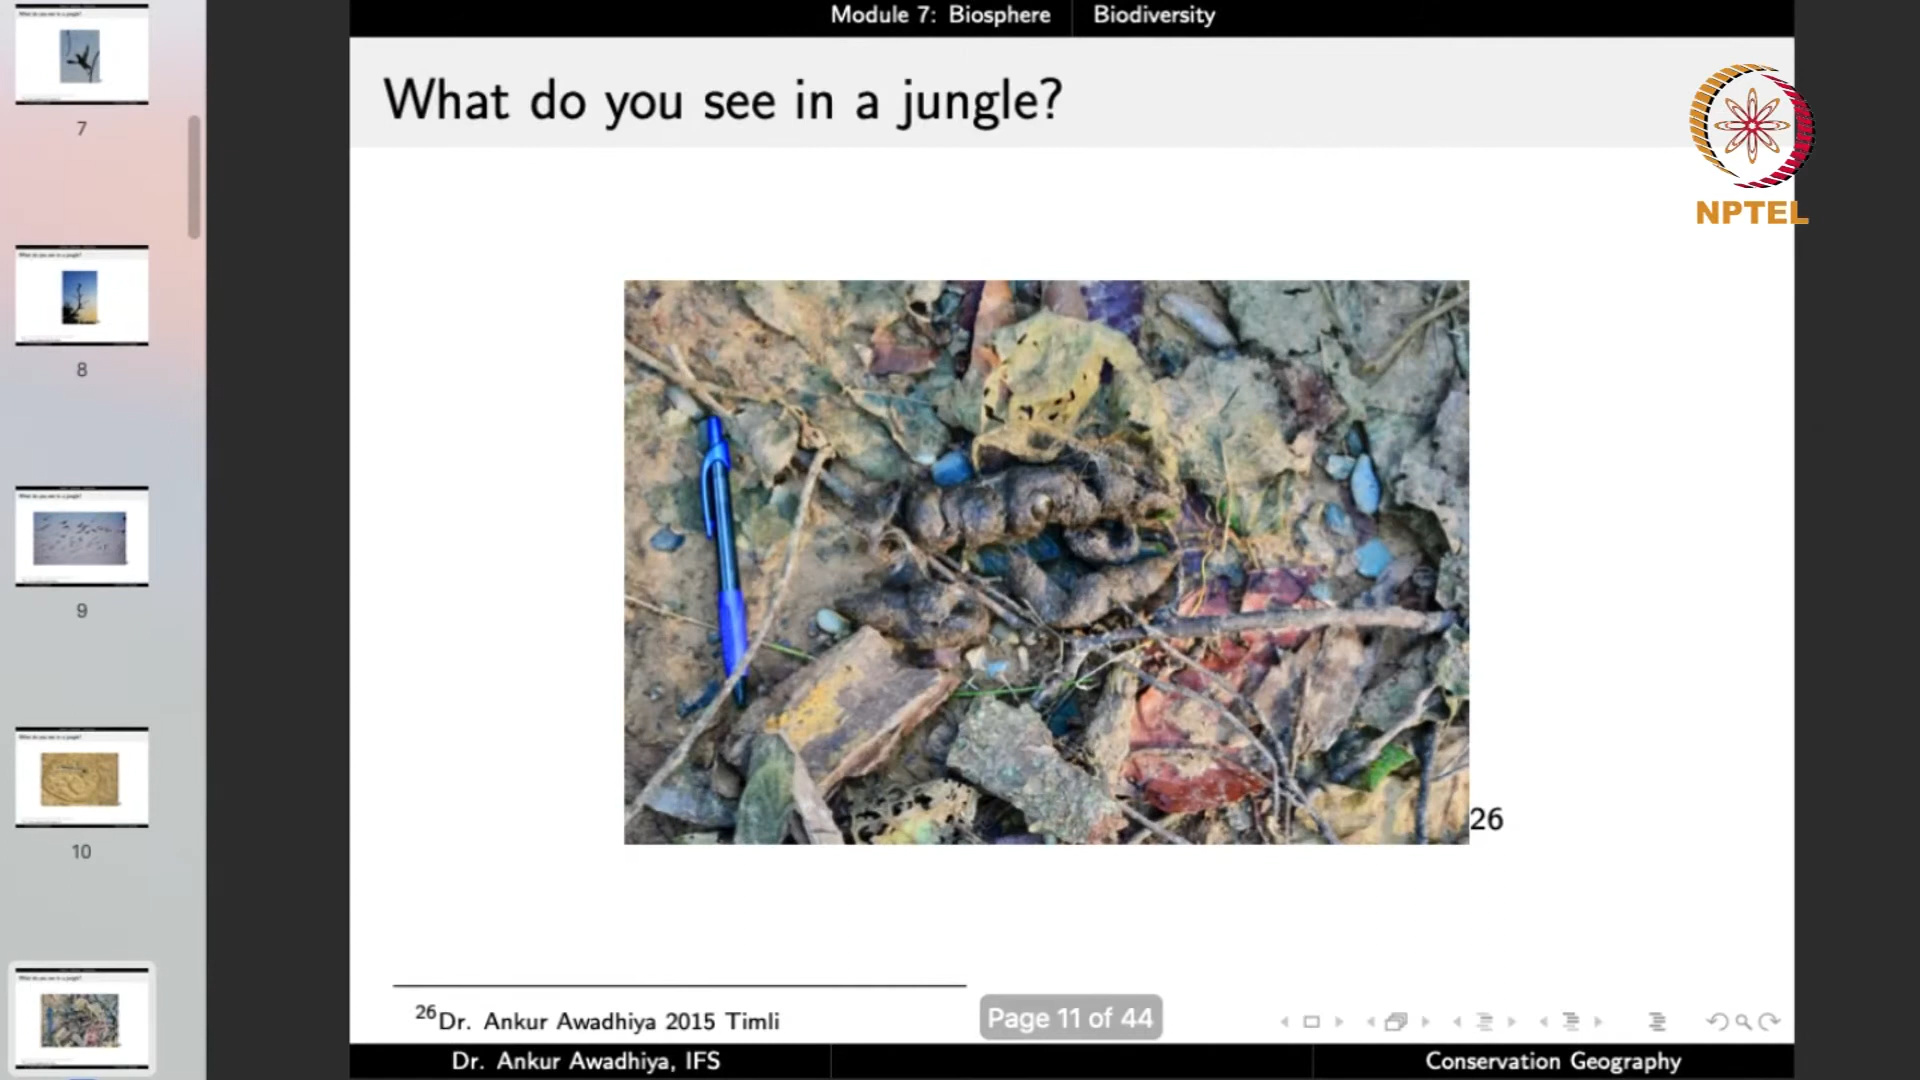 Module 7: Biosphere Biodiversity
What do you see in a jungle?
NPTEL
7
8
9
10
26
26Dr. Ankur Awadhiya 2015 Timli
Page 11 of 44
Dr. Ankur Awadhiya, IFS
Conservation Geography